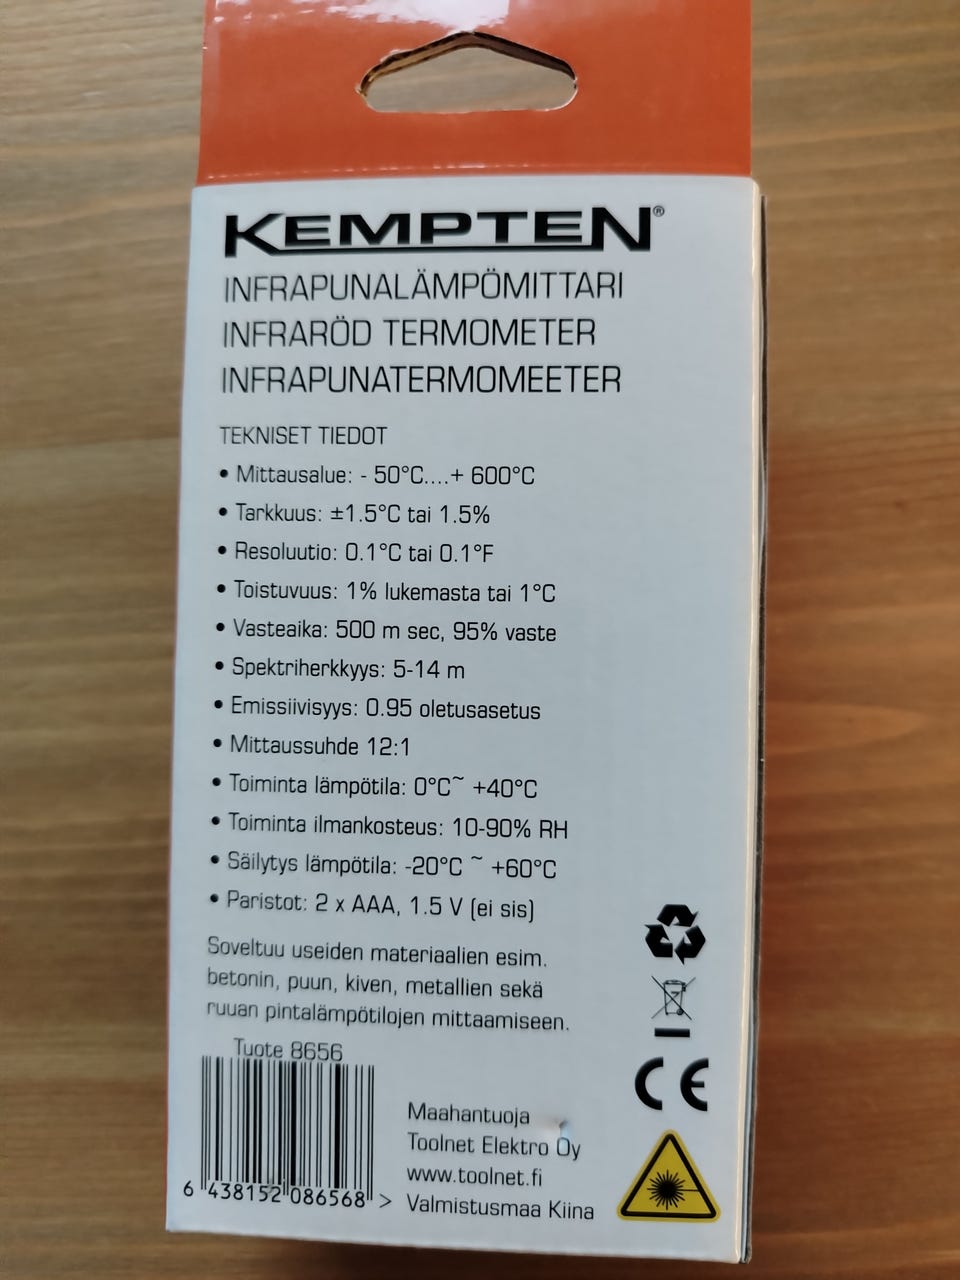 KEMPTEN®
INFRAPUNALÄMPÖMITTARI
INFRARÖD TERMOMETER
INFRAPUNATERMOMEETER
TEKNISET TIEDOT
• Mittausalue: - 50°C....+ 600°C
• Tarkkuus: ±1.5°C tai 1.5%
• Resoluutio: 0.1°C tai 0.1°F
• Toistuvuus: 1% lukemasta tai 1°C
• Vasteaika: 500 m sec, 95% vaste
• Spektriherkkyys: 5-14 m
• Emissiivisyys: 0.95 oletusasetus
• Mittaussuhde 12:1
• Toiminta lämpötila: 0°C~ +40°C
• Toiminta ilmankosteus: 10-90% RH
• Säilytys lämpötila: -20°C ~ +60°C
• Paristot: 2 x AAA, 1.5 V (ei sis)
Soveltuu useiden materiaalien esim.
betonin, puun, kiven, metallien sekä
ruuan pintalämpötilojen mittaamiseen.
Tuote 8656
6 438152 086568 >
Maahantuoja
Toolnet Elektro Oy
www.toolnet.fi
Valmistusmaa Kiina
CE